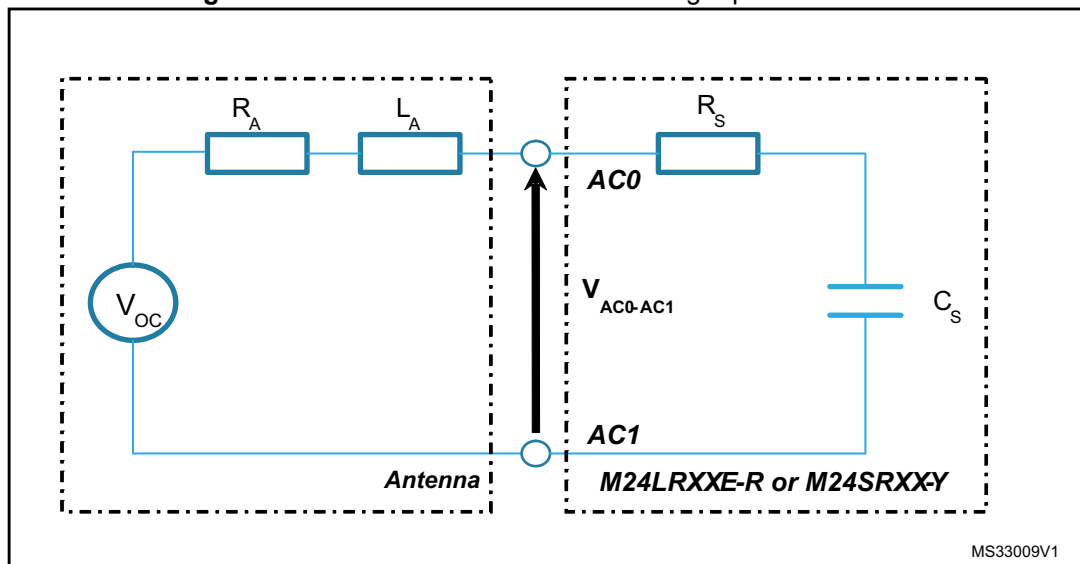 R_A
L_A
R_S
AC0
V_OC
V_AC0-AC1
C_S
AC1
Antenna
M24LRXXE-R or M24SRXX-Y
MS33009V1